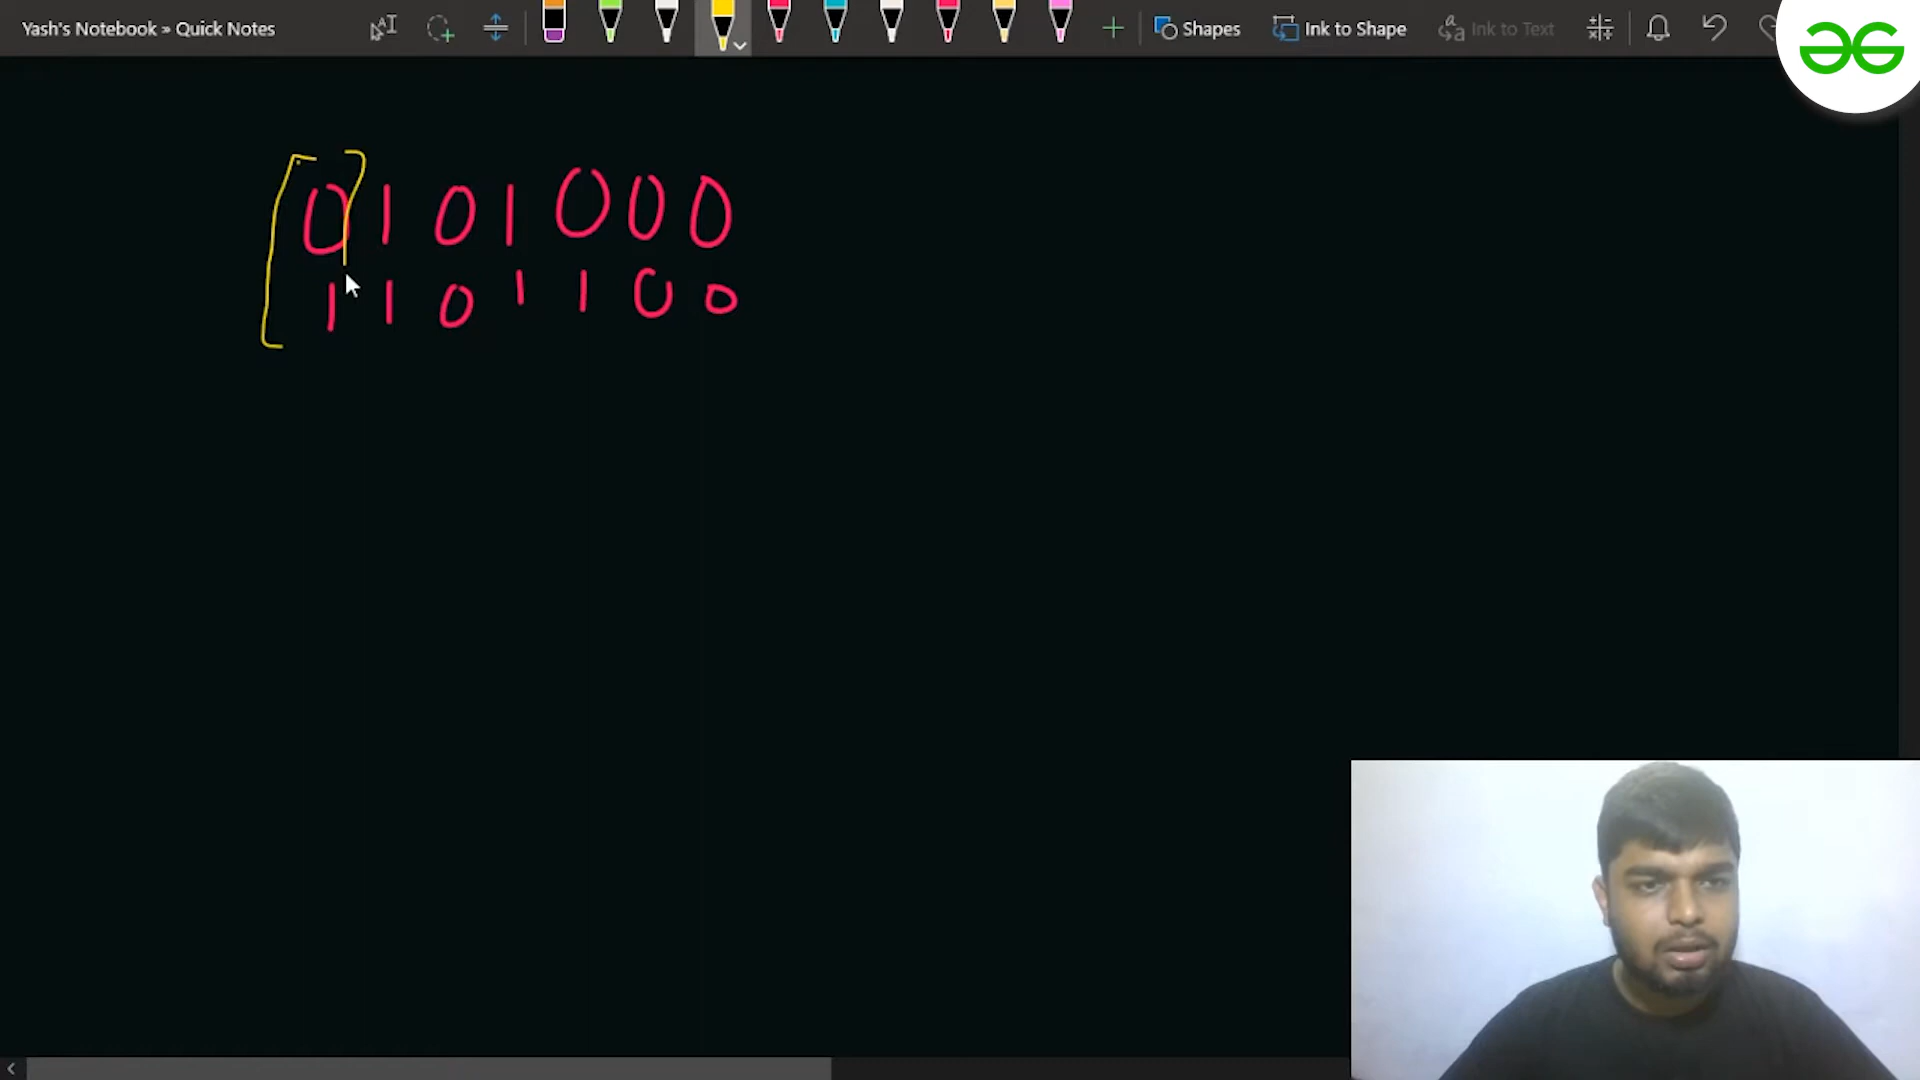 Yash's Notebook » Quick Notes
Shapes
Ink to Shape
Ink to Text
0 1 0 1 0 0 0
1 1 0 1 1 0 0